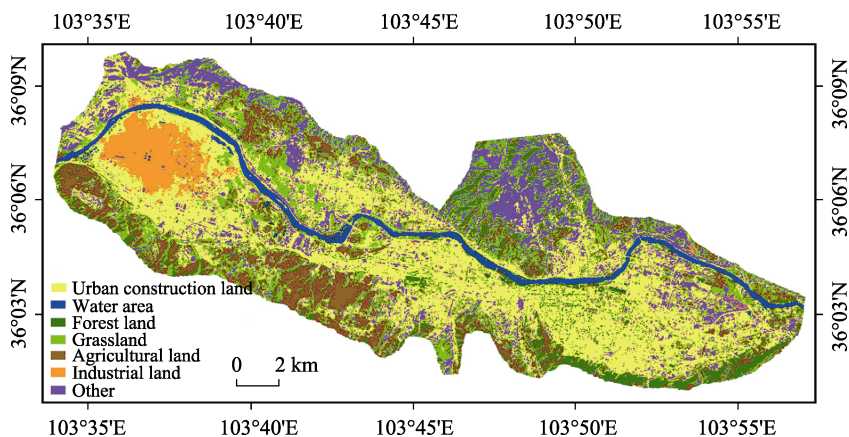 103°35'E 103°40'E 103°45'E 103°50'E 103°55'E
36°09'N 36°09'N
36°06'N 36°06'N
36°03'N 36°03'N
Urban construction land
Water area
Forest land
Grassland
Agricultural land
Industrial land
Other
0 2 km
103°35'E 103°40'E 103°45'E 103°50'E 103°55'E